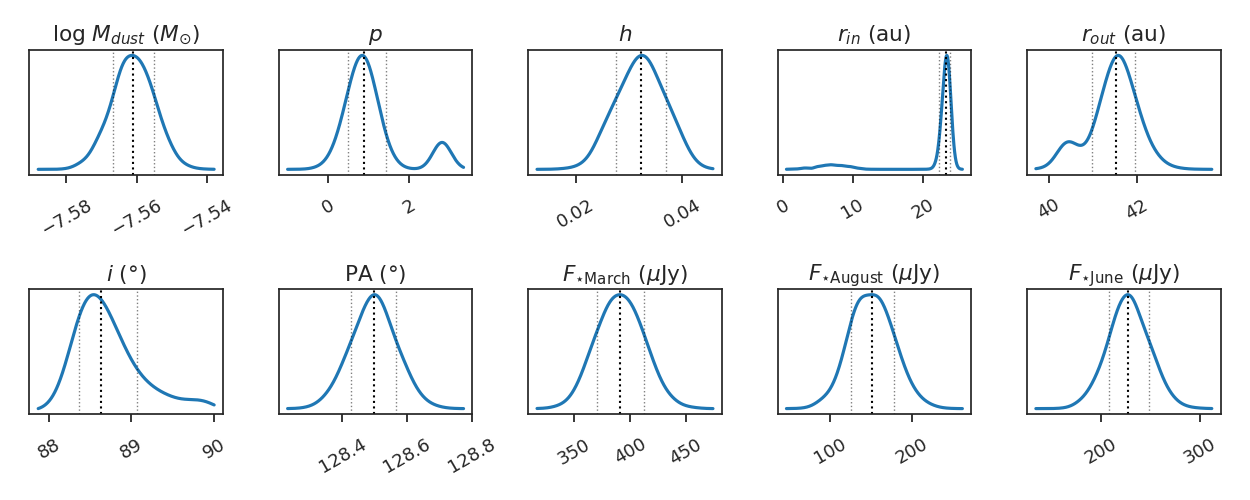 log M_dust (M_⊙) p h r_in (au) r_out (au)
−7.58 −7.56 −7.54 0 2 0.02 0.04 0 10 20 40 42
i (°) PA (°) F_⋆March (μJy) F_⋆August (μJy) F_⋆June (μJy)
88 89 90 128.4 128.6 128.8 350 400 450 100 200 200 300